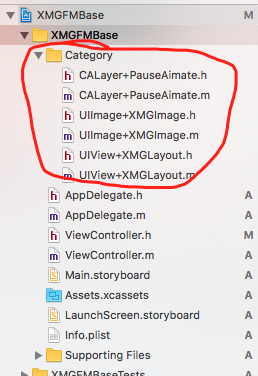 XMGFMBase M
XMGFMBase
Category
h CALayer+PauseAimate.h
m CALayer+PauseAimate.m
h UIImage+XMGImage.h
m UIImage+XMGImage.m
h UIView+XMGLayout.h
m UIView+XMGLayout.m
h AppDelegate.h A
m AppDelegate.m A
h ViewController.h M
m ViewController.m A
Main.storyboard A
Assets.xcassets A
LaunchScreen.storyboard A
Info.plist A
Supporting Files A
XMGFMBaseTests A